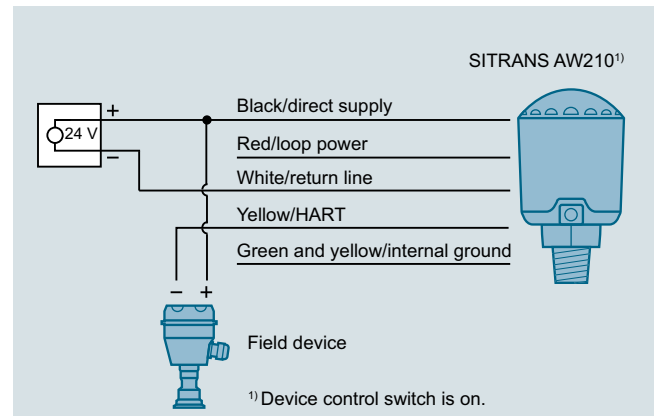 SITRANS AW210¹⁾
+
24 V
–
Black/direct supply
Red/loop power
White/return line
Yellow/HART
Green and yellow/internal ground
– +
Field device
¹⁾ Device control switch is on.